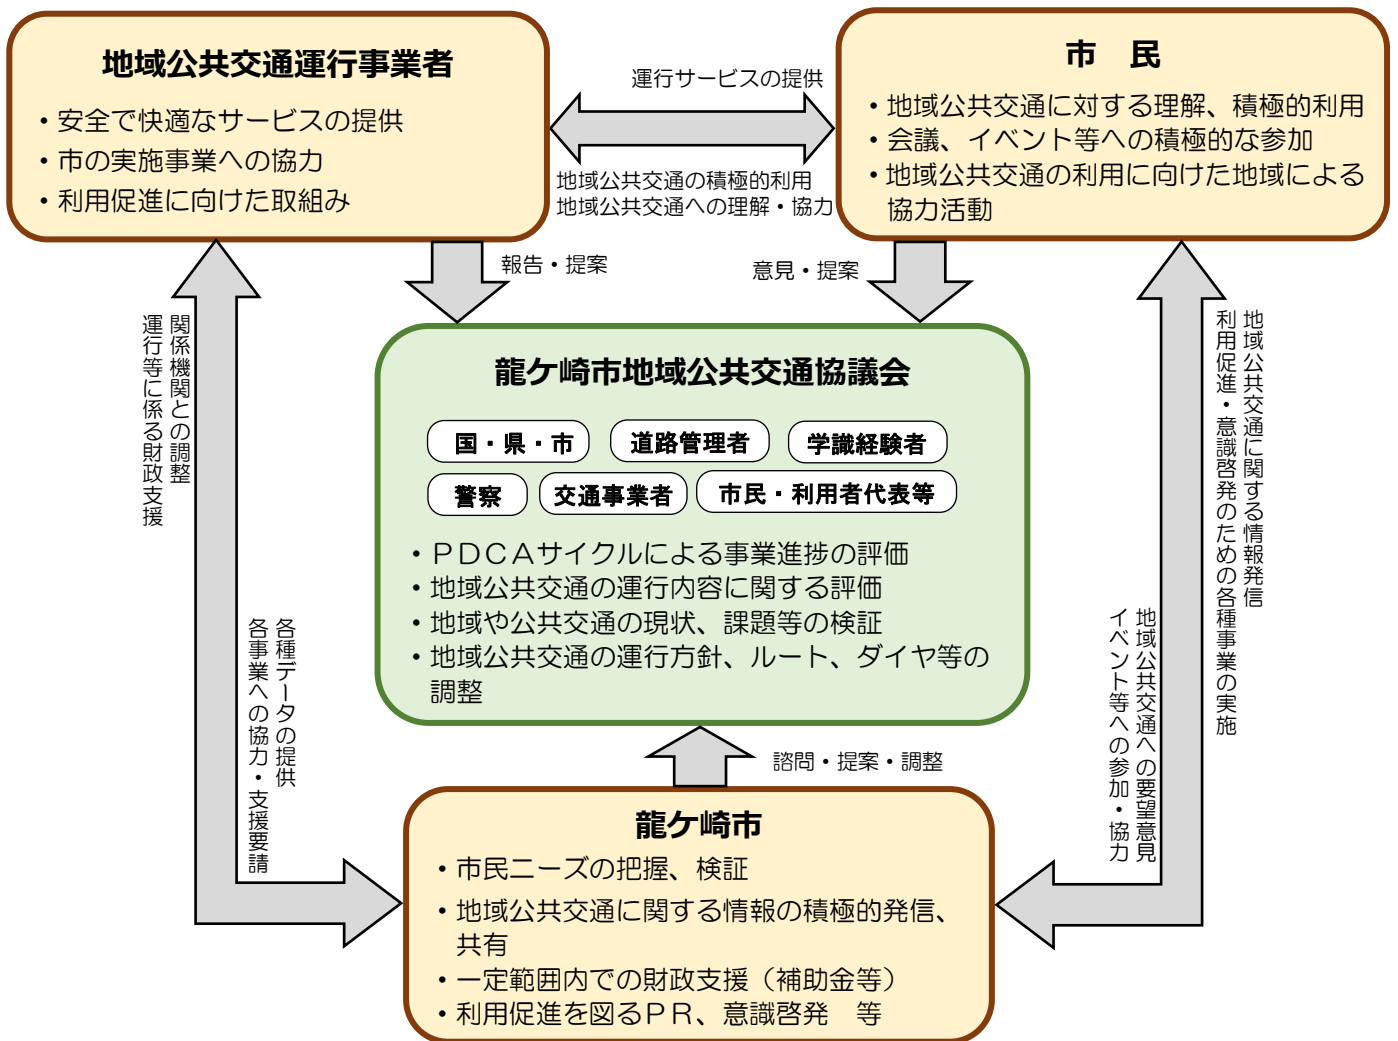 地域公共交通運行事業者
・安全で快適なサービスの提供
・市の実施事業への協力
・利用促進に向けた取組み
運行サービスの提供
地域公共交通の積極的利用
地域公共交通への理解・協力
市　民
・地域公共交通に対する理解、積極的利用
・会議、イベント等への積極的な参加
・地域公共交通の利用に向けた地域による
協力活動
報告・提案
意見・提案
関係機関との調整
運行等に係る財政支援
各種データの提供
各事業への協力・支援要請
龍ケ崎市地域公共交通協議会
国・県・市
道路管理者
学識経験者
警察
交通事業者
市民・利用者代表等
・ＰＤＣＡサイクルによる事業進捗の評価
・地域公共交通の運行内容に関する評価
・地域や公共交通の現状、課題等の検証
・地域公共交通の運行方針、ルート、ダイヤ等の
調整
地域公共交通に関する情報発信
利用促進・意識啓発のための各種事業の実施
地域公共交通への要望意見
イベント等への参加・協力
諮問・提案・調整
龍ケ崎市
・市民ニーズの把握、検証
・地域公共交通に関する情報の積極的発信、
共有
・一定範囲内での財政支援（補助金等）
・利用促進を図るＰＲ、意識啓発　等